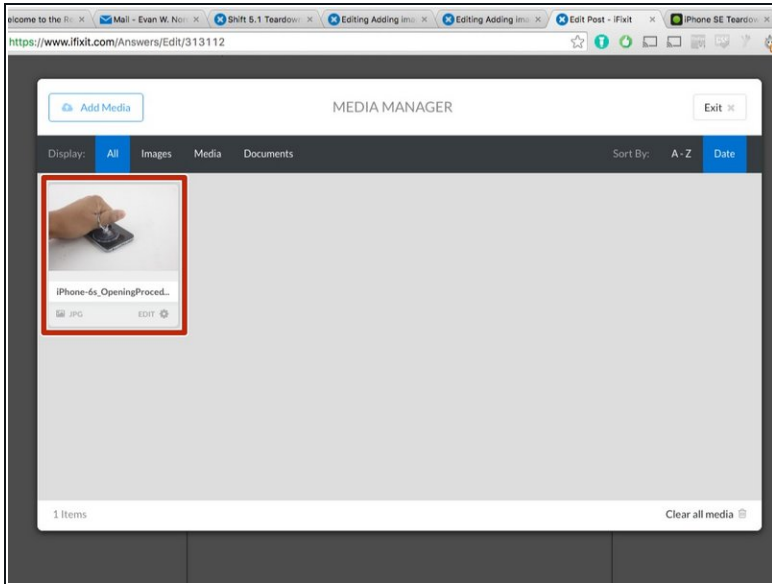 elcome to the Re
Mail - Evan W. No
Shift 5.1 Teardow
Editing Adding ima
Editing Adding ima
Edit Post - iFixit
iPhone SE Teardow
https://www.ifixit.com/Answers/Edit/313112
Add Media
MEDIA MANAGER
Exit
Display: All Images Media Documents
Sort By: A - Z Date
iPhone-6s_OpeningProced...
JPG EDIT
1 Items
Clear all media